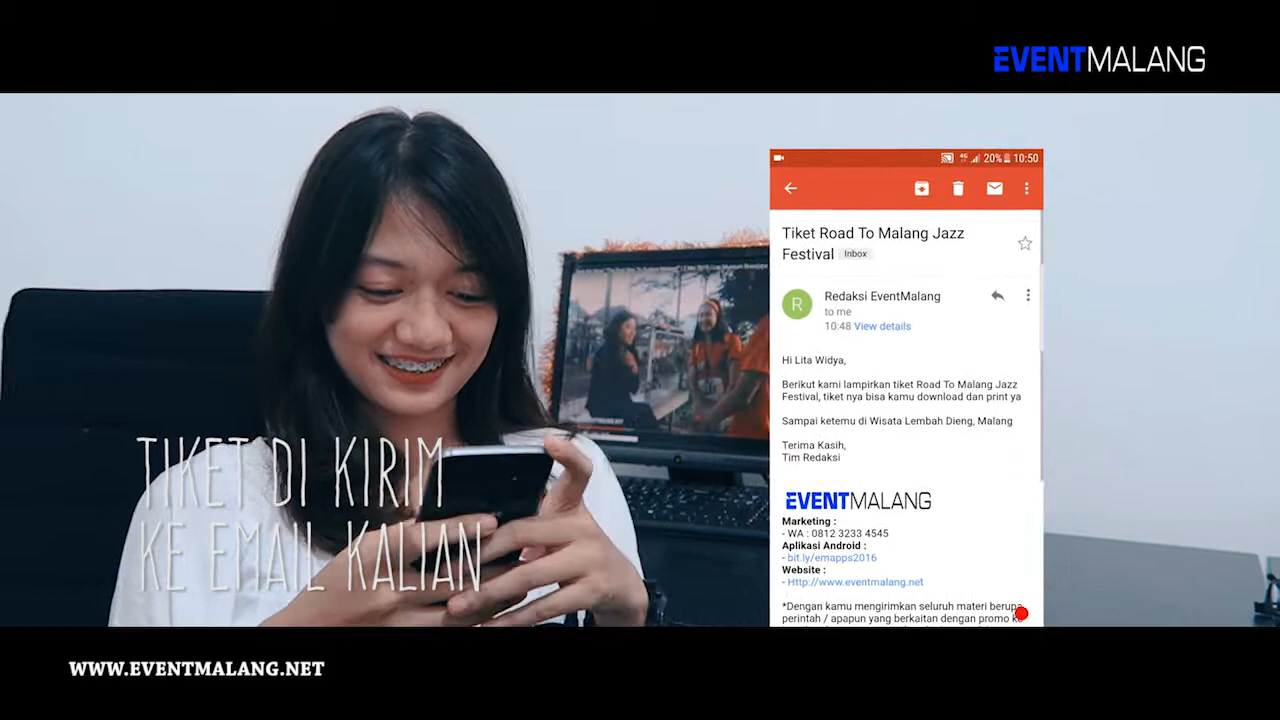 EVENTMALANG
20% 10:50
Tiket Road To Malang Jazz
Festival Inbox
R
Redaksi EventMalang
to me
10:48 View details
Hi Lita Widya,
Berikut kami lampirkan tiket Road To Malang Jazz
Festival, tiket nya bisa kamu download dan print ya
Sampai ketemu di Wisata Lembah Dieng, Malang
Terima Kasih,
Tim Redaksi
EVENTMALANG
Marketing :
- WA : 0812 3233 4545
Aplikasi Android :
- bit.ly/emapps2016
Website :
- Http://www.eventmalang.net
*Dengan kamu mengirimkan seluruh materi berupa
perintah / apapun yang berkaitan dengan promo ke
TIKET DI KIRIM
KE EMAIL KALIAN
WWW.EVENTMALANG.NET